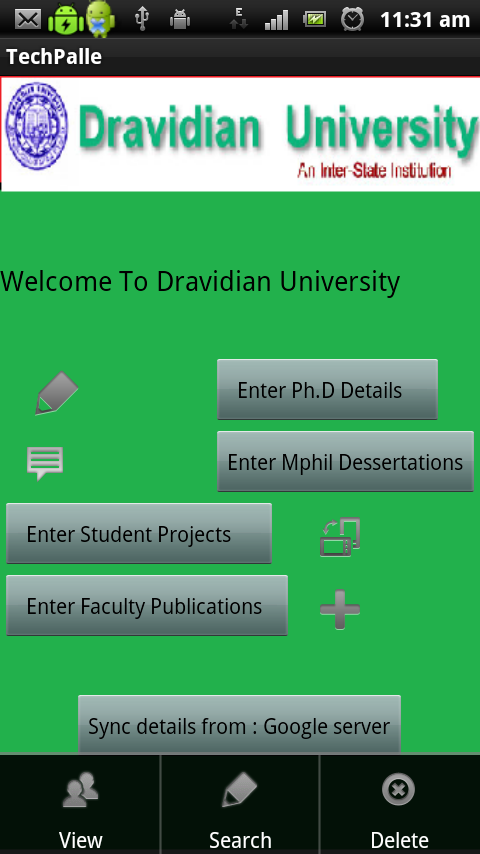 E
11:31 am
TechPalle
Dravidian University
An Inter-State Institution
Welcome To Dravidian University
Enter Ph.D Details
Enter Mphil Dessertations
Enter Student Projects
Enter Faculty Publications
Sync details from : Google server
View
Search
Delete